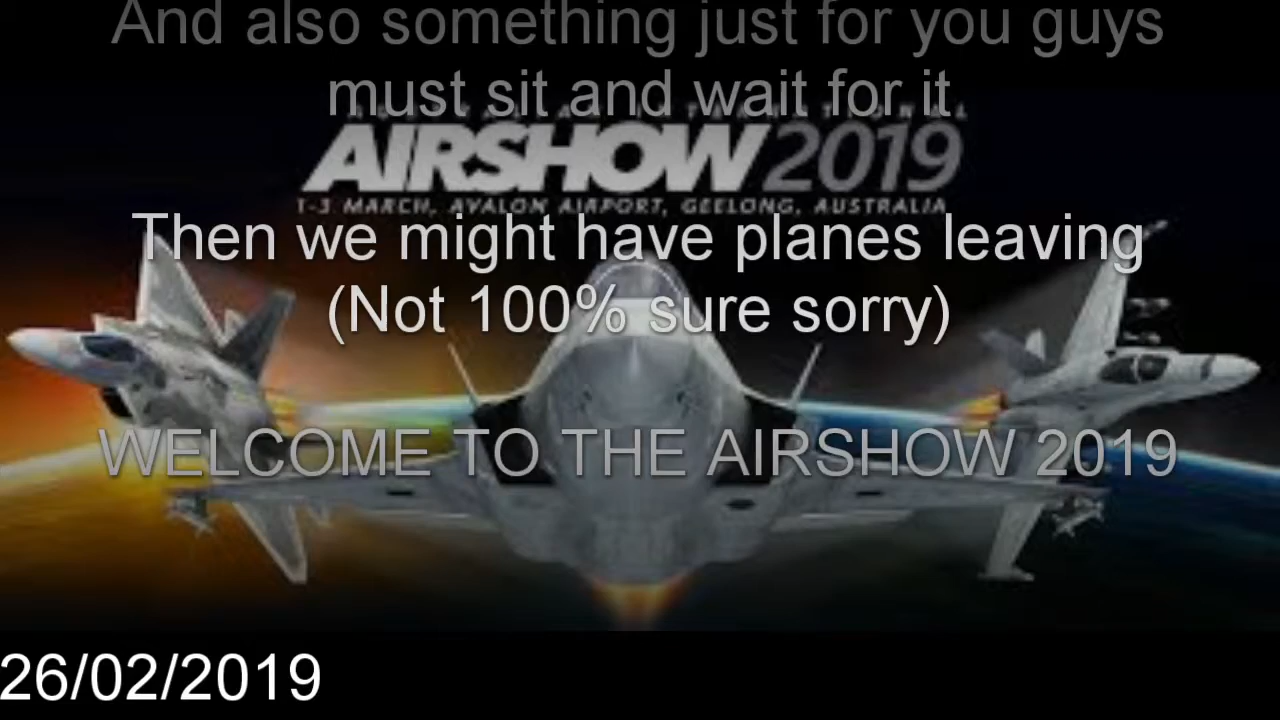 And also something just for you guys
must sit and wait for it
AIRSHOW 2019
1-3 MARCH, AVALON AIRPORT, GEELONG, AUSTRALIA
Then we might have planes leaving
(Not 100% sure sorry)
WELCOME TO THE AIRSHOW 2019
26/02/2019